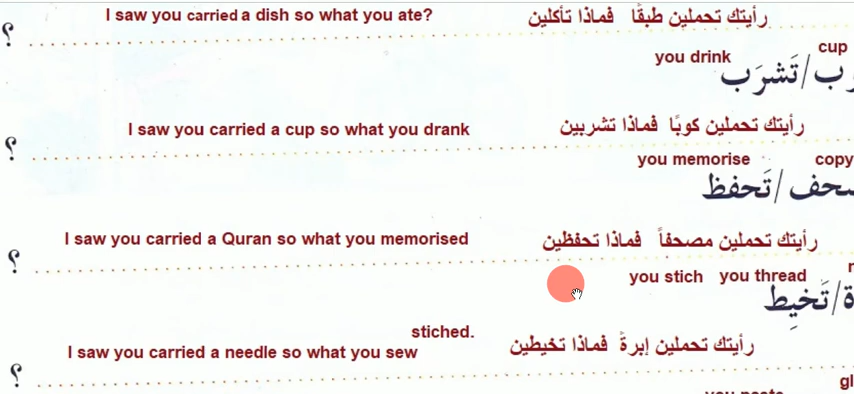 I saw you carried a dish so what you ate? رأيتك تحملين طبقًا فماذا تأكلين
؟
you drink cup
تَشرَب/
I saw you carried a cup so what you drank رأيتك تحملين كوبًا فماذا تشربين
؟
you memorise copy
تَحفظ/
I saw you carried a Quran so what you memorised رأيتك تحملين مصحفاً فماذا تحفظين
؟
you stich you thread
تَخيِط/ة
stiched.
I saw you carried a needle so what you sew رأيتك تحملين إبرةً فماذا تخيطين
؟
gl